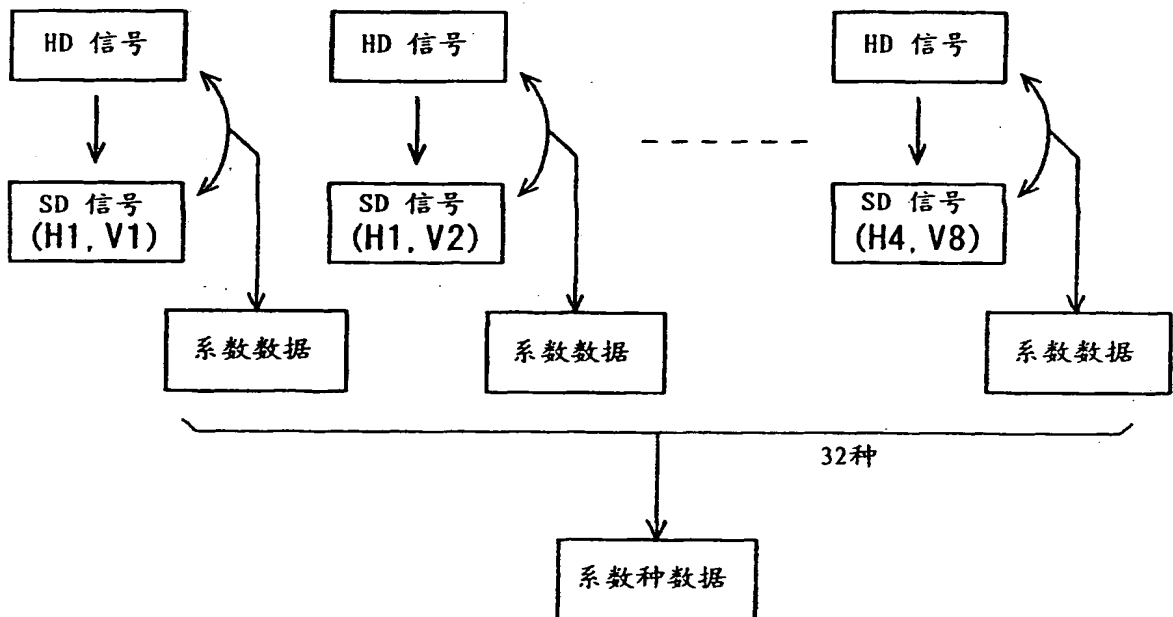 HD 信号
HD 信号
HD 信号
SD 信号
(H1, V1)
SD 信号
(H1, V2)
SD 信号
(H4, V8)
系数数据
系数数据
系数数据
32种
系数种数据